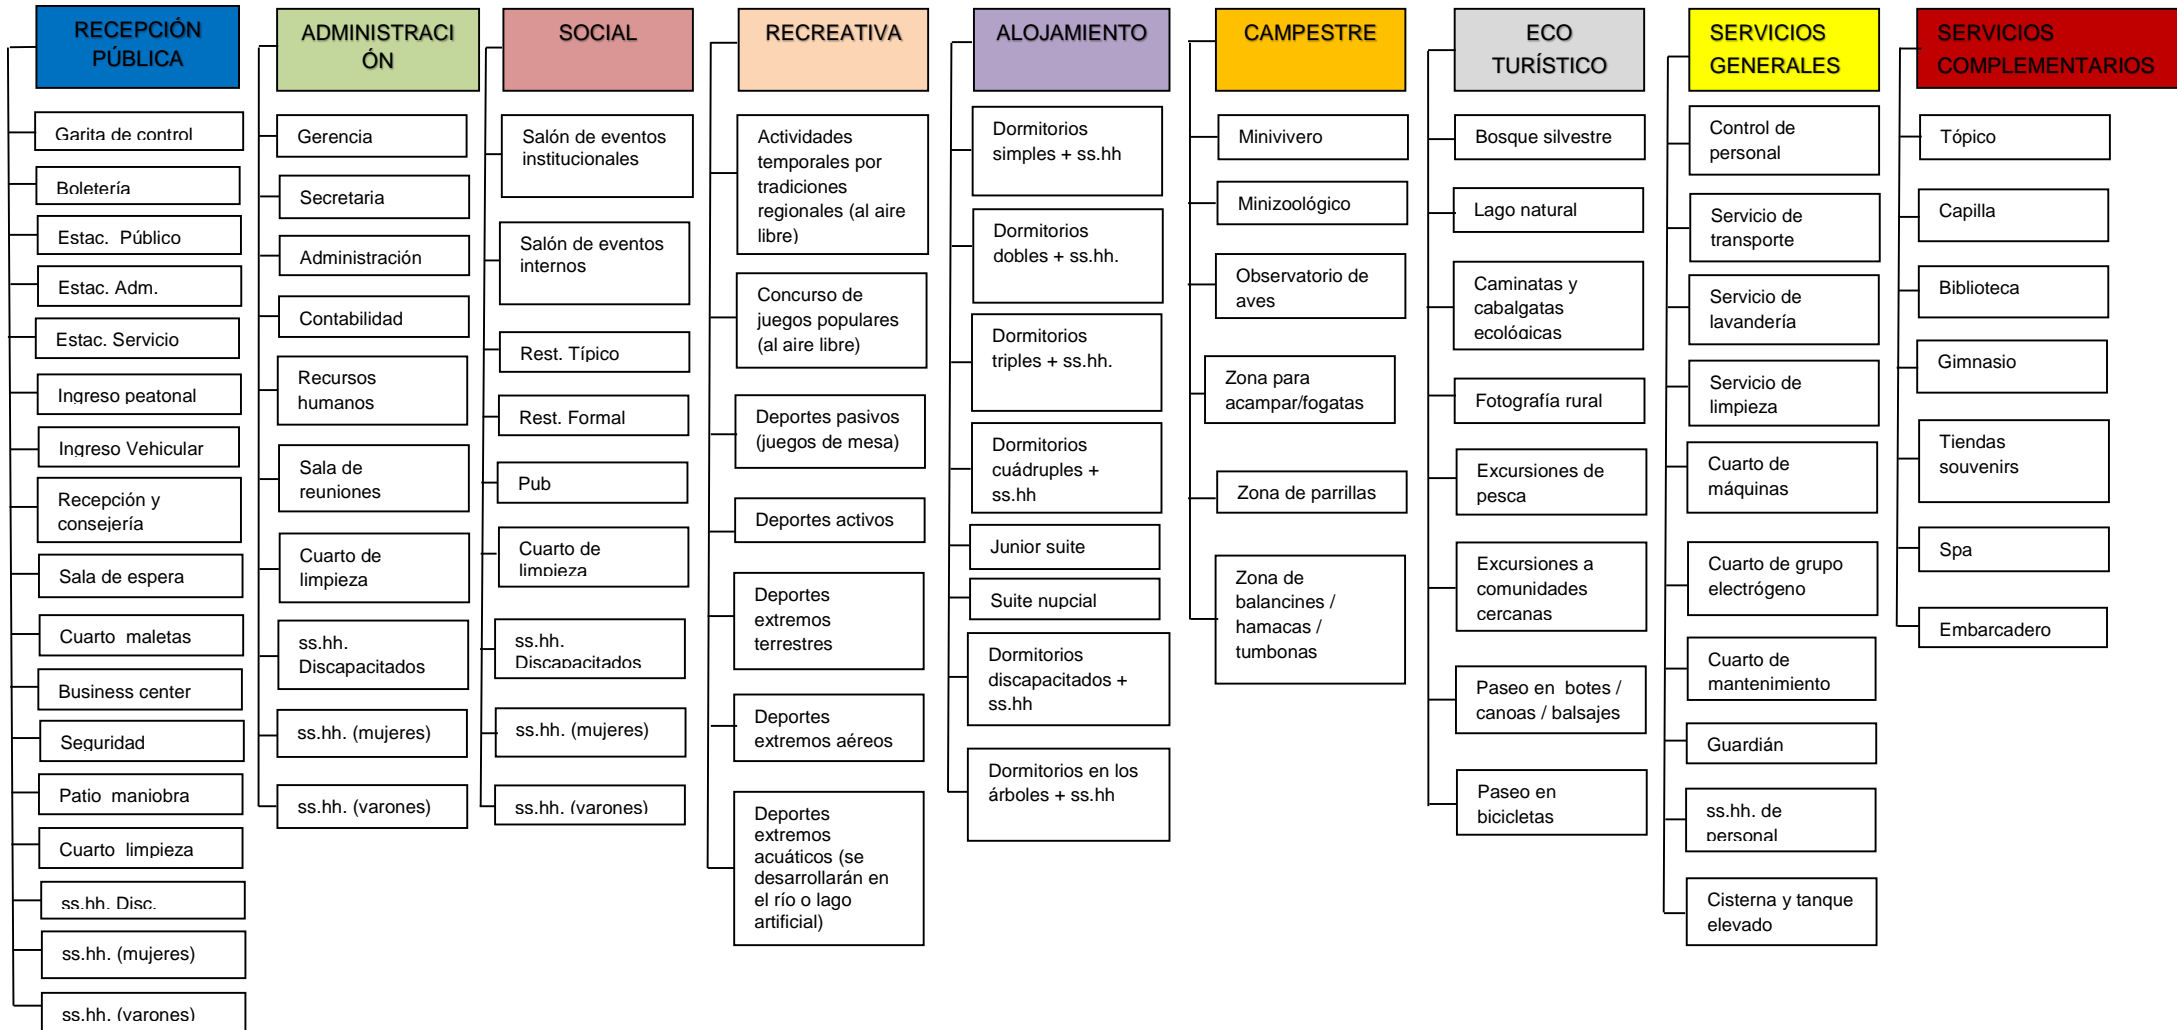 RECEPCIÓN
PÚBLICA
Garita de control
Boletería
Estac. Público
Estac. Adm.
Estac. Servicio
Ingreso peatonal
Ingreso Vehicular
Recepción y
consejería
Sala de espera
Cuarto maletas
Business center
Seguridad
Patio maniobra
Cuarto limpieza
ss.hh. Disc.
ss.hh. (mujeres)
ss.hh. (varones)
ADMINISTRACI
ÓN
Gerencia
Secretaria
Administración
Contabilidad
Recursos
humanos
Sala de
reuniones
Cuarto de
limpieza
ss.hh.
Discapacitados
ss.hh. (mujeres)
ss.hh. (varones)
SOCIAL
Salón de eventos
institucionales
Salón de eventos
internos
Rest. Típico
Rest. Formal
Pub
Cuarto de
limpieza
ss.hh.
Discapacitados
ss.hh. (mujeres)
ss.hh. (varones)
RECREATIVA
Actividades
temporales por
tradiciones
regionales (al aire
libre)
Concurso de
juegos populares
(al aire libre)
Deportes pasivos
(juegos de mesa)
Deportes activos
Deportes
extremos
terrestres
Deportes
extremos aéreos
Deportes
extremos
acuáticos (se
desarrollarán en
el río o lago
artificial)
ALOJAMIENTO
Dormitorios
simples + ss.hh
Dormitorios
dobles + ss.hh.
Dormitorios
triples + ss.hh.
Dormitorios
cuádruples +
ss.hh
Junior suite
Suite nupcial
Dormitorios
discapacitados +
ss.hh
Dormitorios en los
árboles + ss.hh
CAMPESTRE
Minivivero
Minizoológico
Observatorio de
aves
Zona para
acampar/fogatas
Zona de parrillas
Zona de
balancines /
hamacas /
tumbonas
ECO
TURÍSTICO
Bosque silvestre
Lago natural
Caminatas y
cabalgatas
ecológicas
Fotografía rural
Excursiones de
pesca
Excursiones a
comunidades
cercanas
Paseo en botes /
canoas / balsajes
Paseo en
bicicletas
SERVICIOS
GENERALES
Control de
personal
Servicio de
transporte
Servicio de
lavandería
Servicio de
limpieza
Cuarto de
máquinas
Cuarto de grupo
electrógeno
Cuarto de
mantenimiento
Guardián
ss.hh. de
personal
Cisterna y tanque
elevado
SERVICIOS
COMPLEMENTARIOS
Tópico
Capilla
Biblioteca
Gimnasio
Tiendas
souvenirs
Spa
Embarcadero